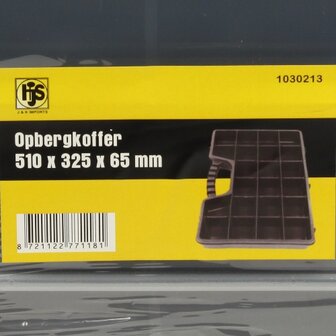 hjs
J & K IMPORTS
1030213
Opbergkoffer
510 x 325 x 65 mm
8 721122 771181